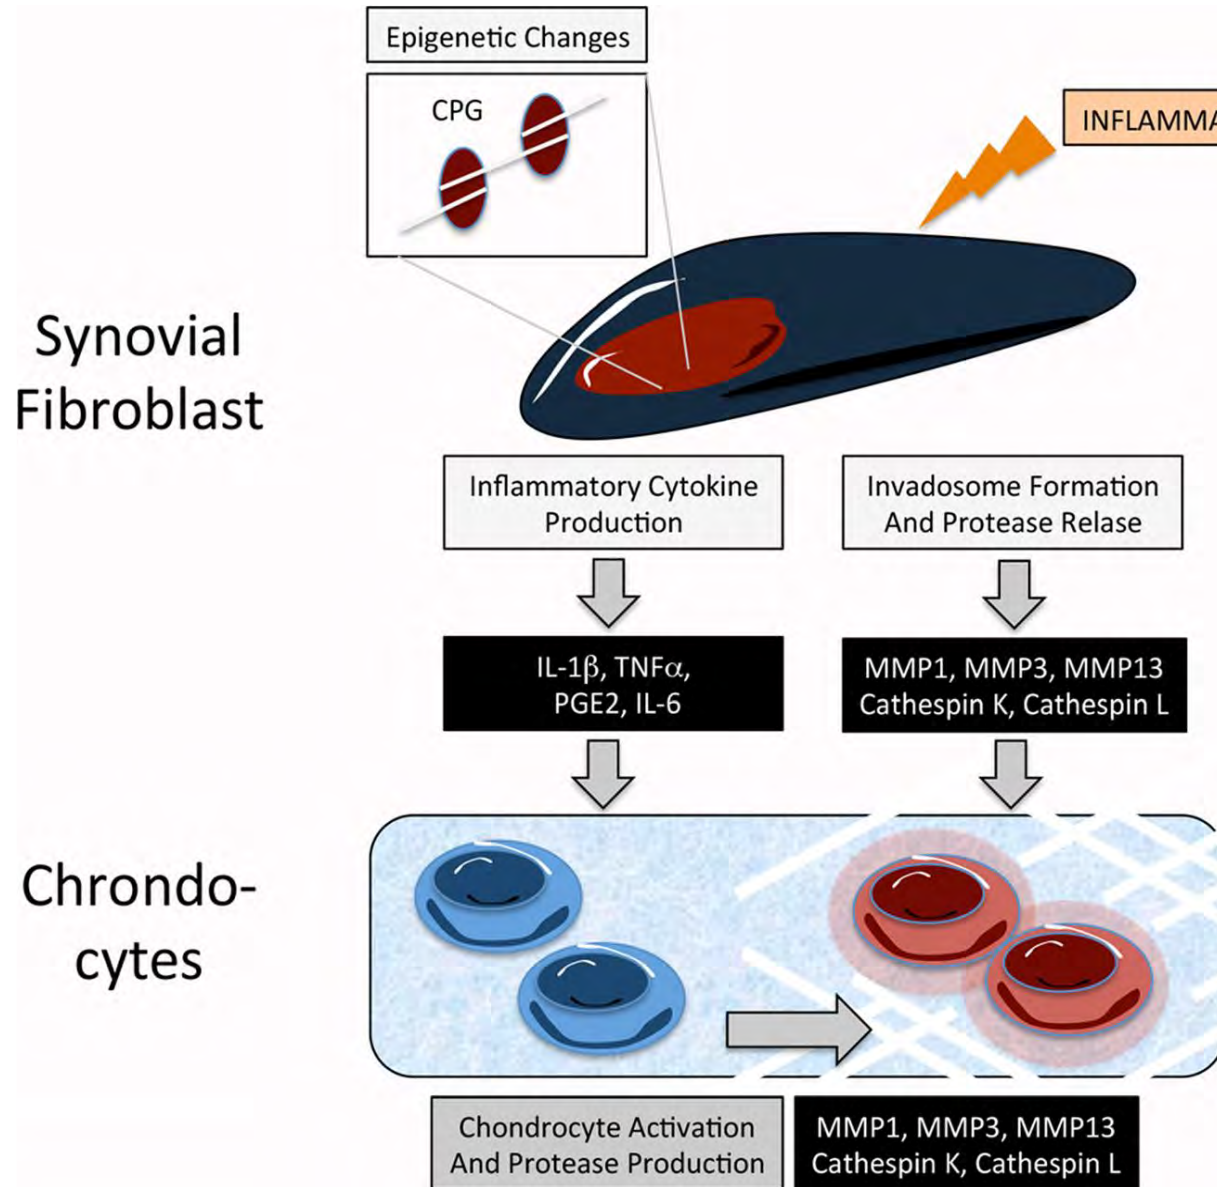 Epigenetic Changes
CPG
INFLAMMA
Synovial
Fibroblast
Inflammatory Cytokine
Production
Invadosome Formation
And Protease Relase
IL-1β, TNFα,
PGE2, IL-6
MMP1, MMP3, MMP13
Cathespin K, Cathespin L
Chrondo-
cytes
Chondrocyte Activation
And Protease Production
MMP1, MMP3, MMP13
Cathespin K, Cathespin L